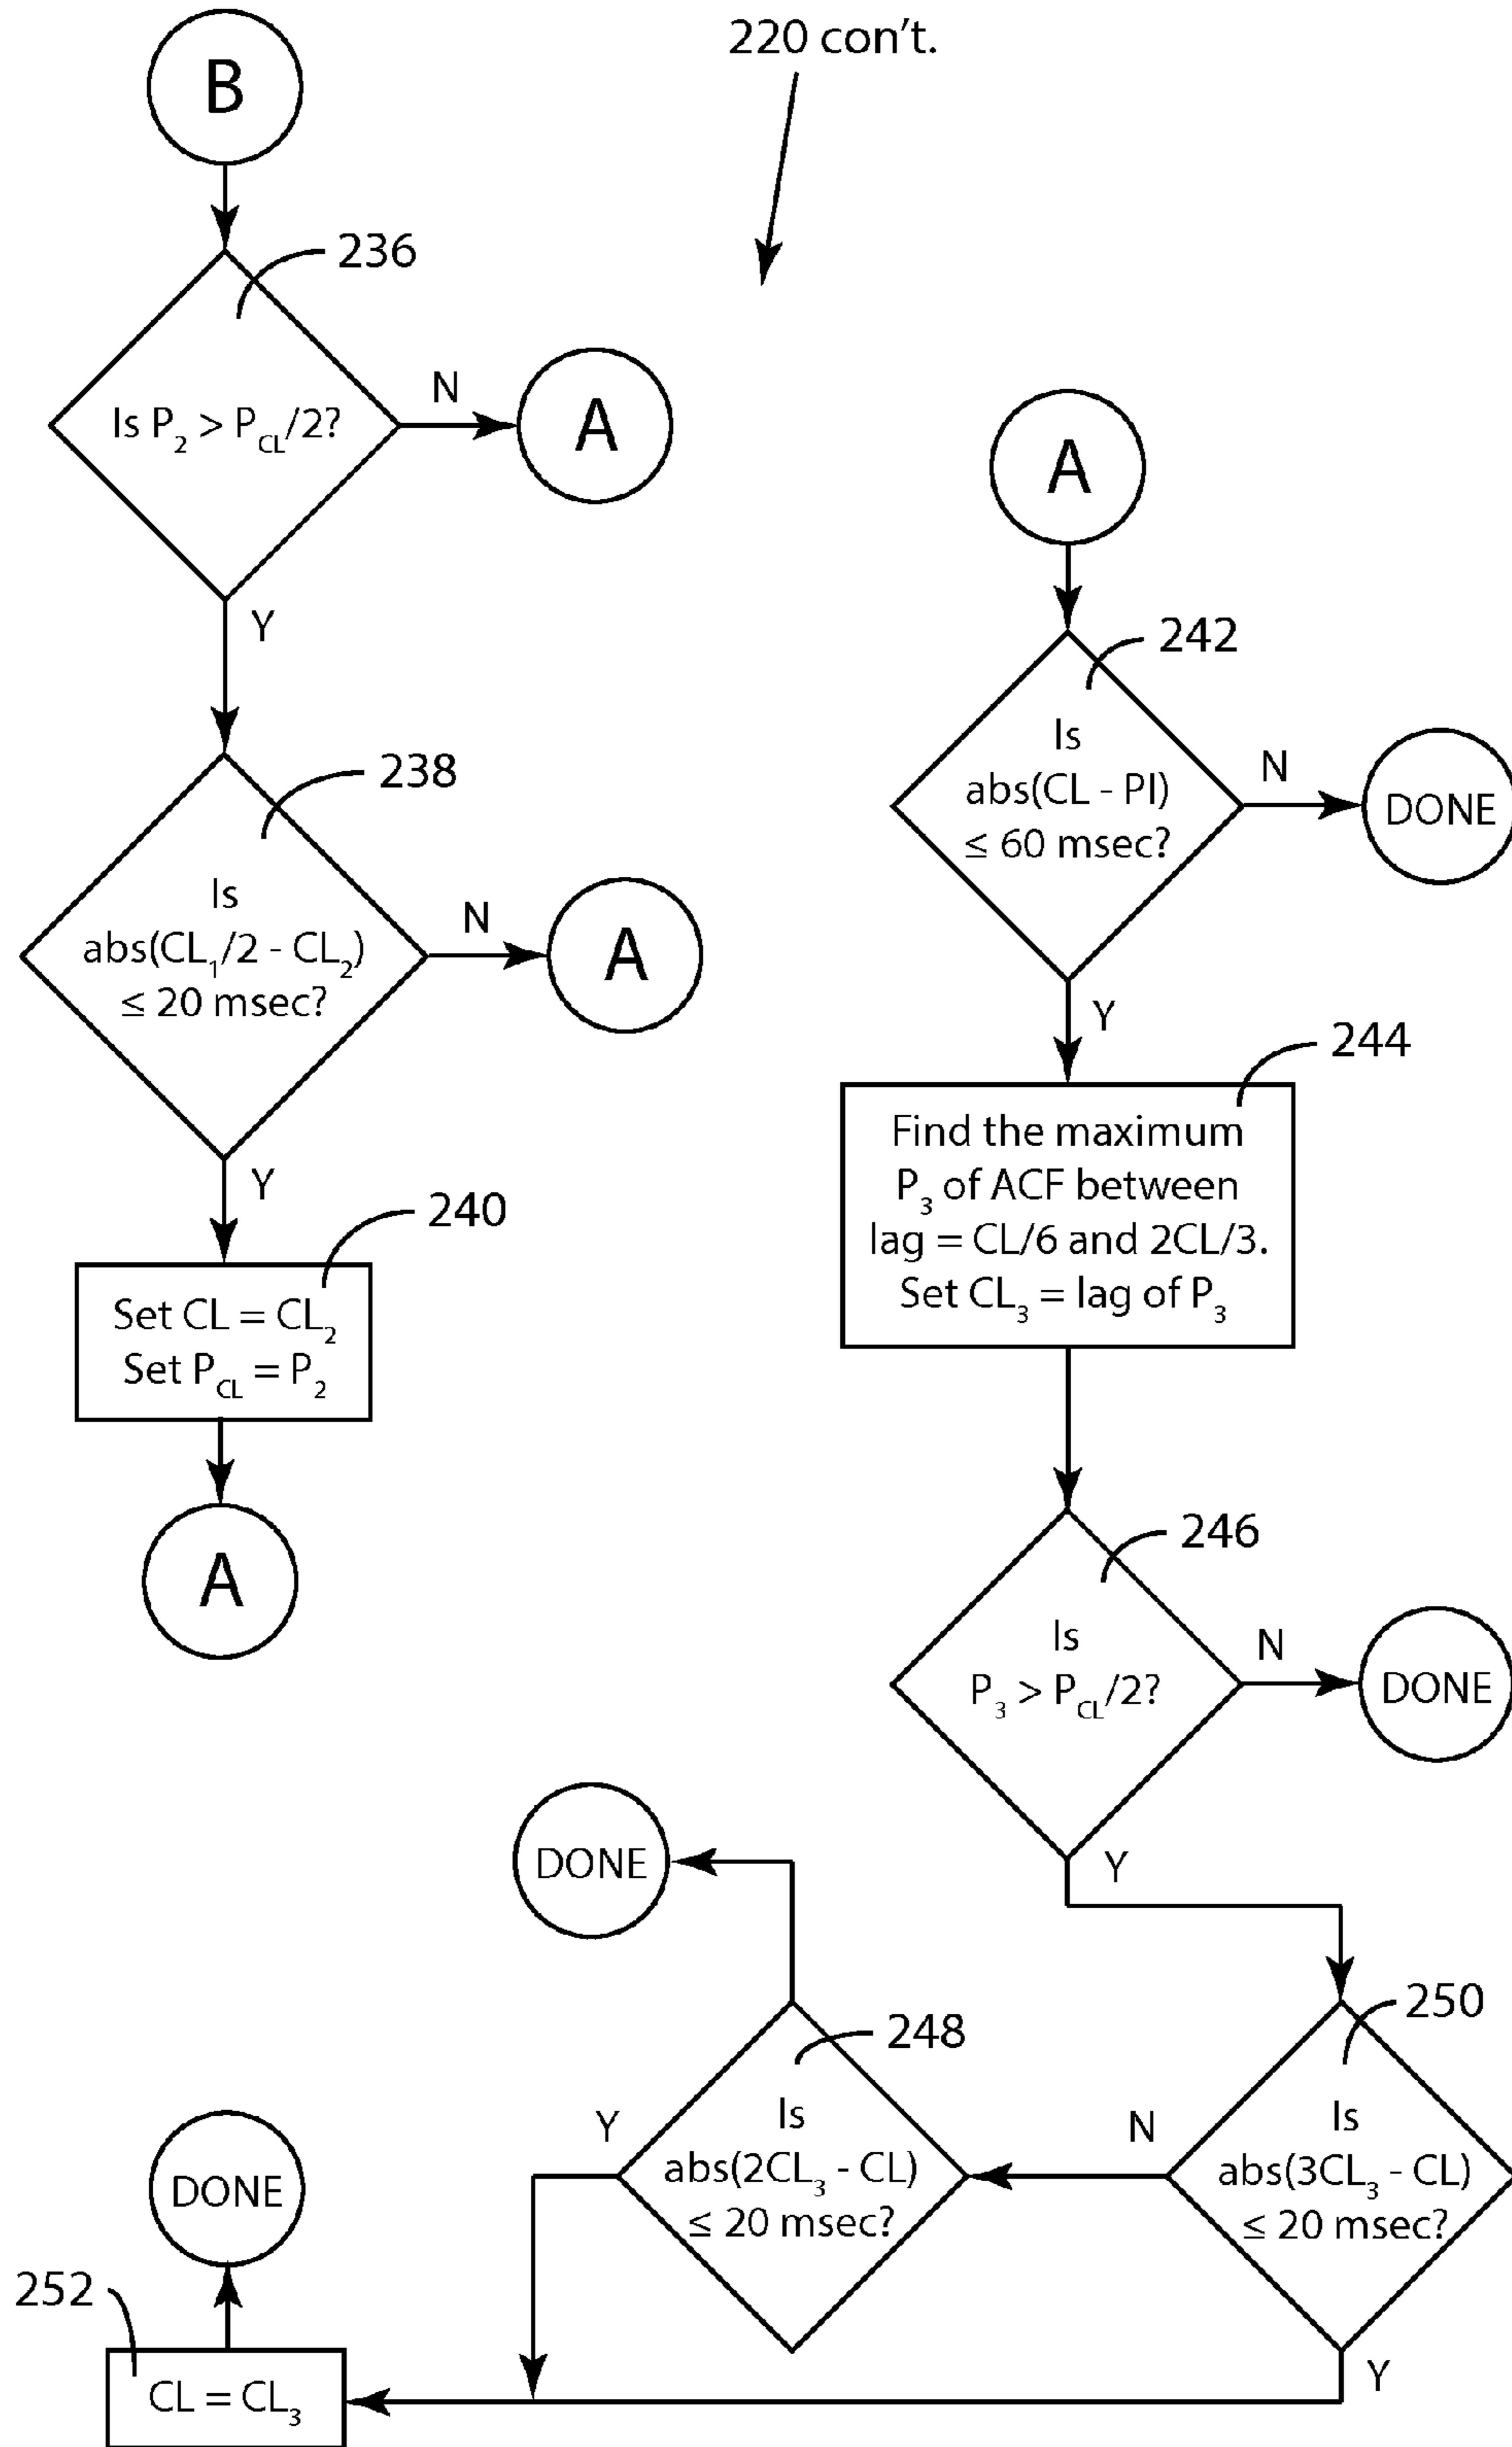 220 con't.
B
236
Is P₂ > P_CL/2?
N
A
Y
238
Is
abs(CL₁/2 - CL₂)
≤ 20 msec?
N
A
Y
240
Set CL = CL₂
Set P_CL = P₂
A
A
242
Is
abs(CL - PI)
≤ 60 msec?
N
DONE
Y
244
Find the maximum
P₃ of ACF between
lag = CL/6 and 2CL/3.
Set CL₃ = lag of P₃
246
Is
P₃ > P_CL/2?
N
DONE
Y
250
Is
abs(3CL₃ - CL)
≤ 20 msec?
N
Y
248
Is
abs(2CL₃ - CL)
≤ 20 msec?
DONE
Y
252
CL = CL₃
DONE